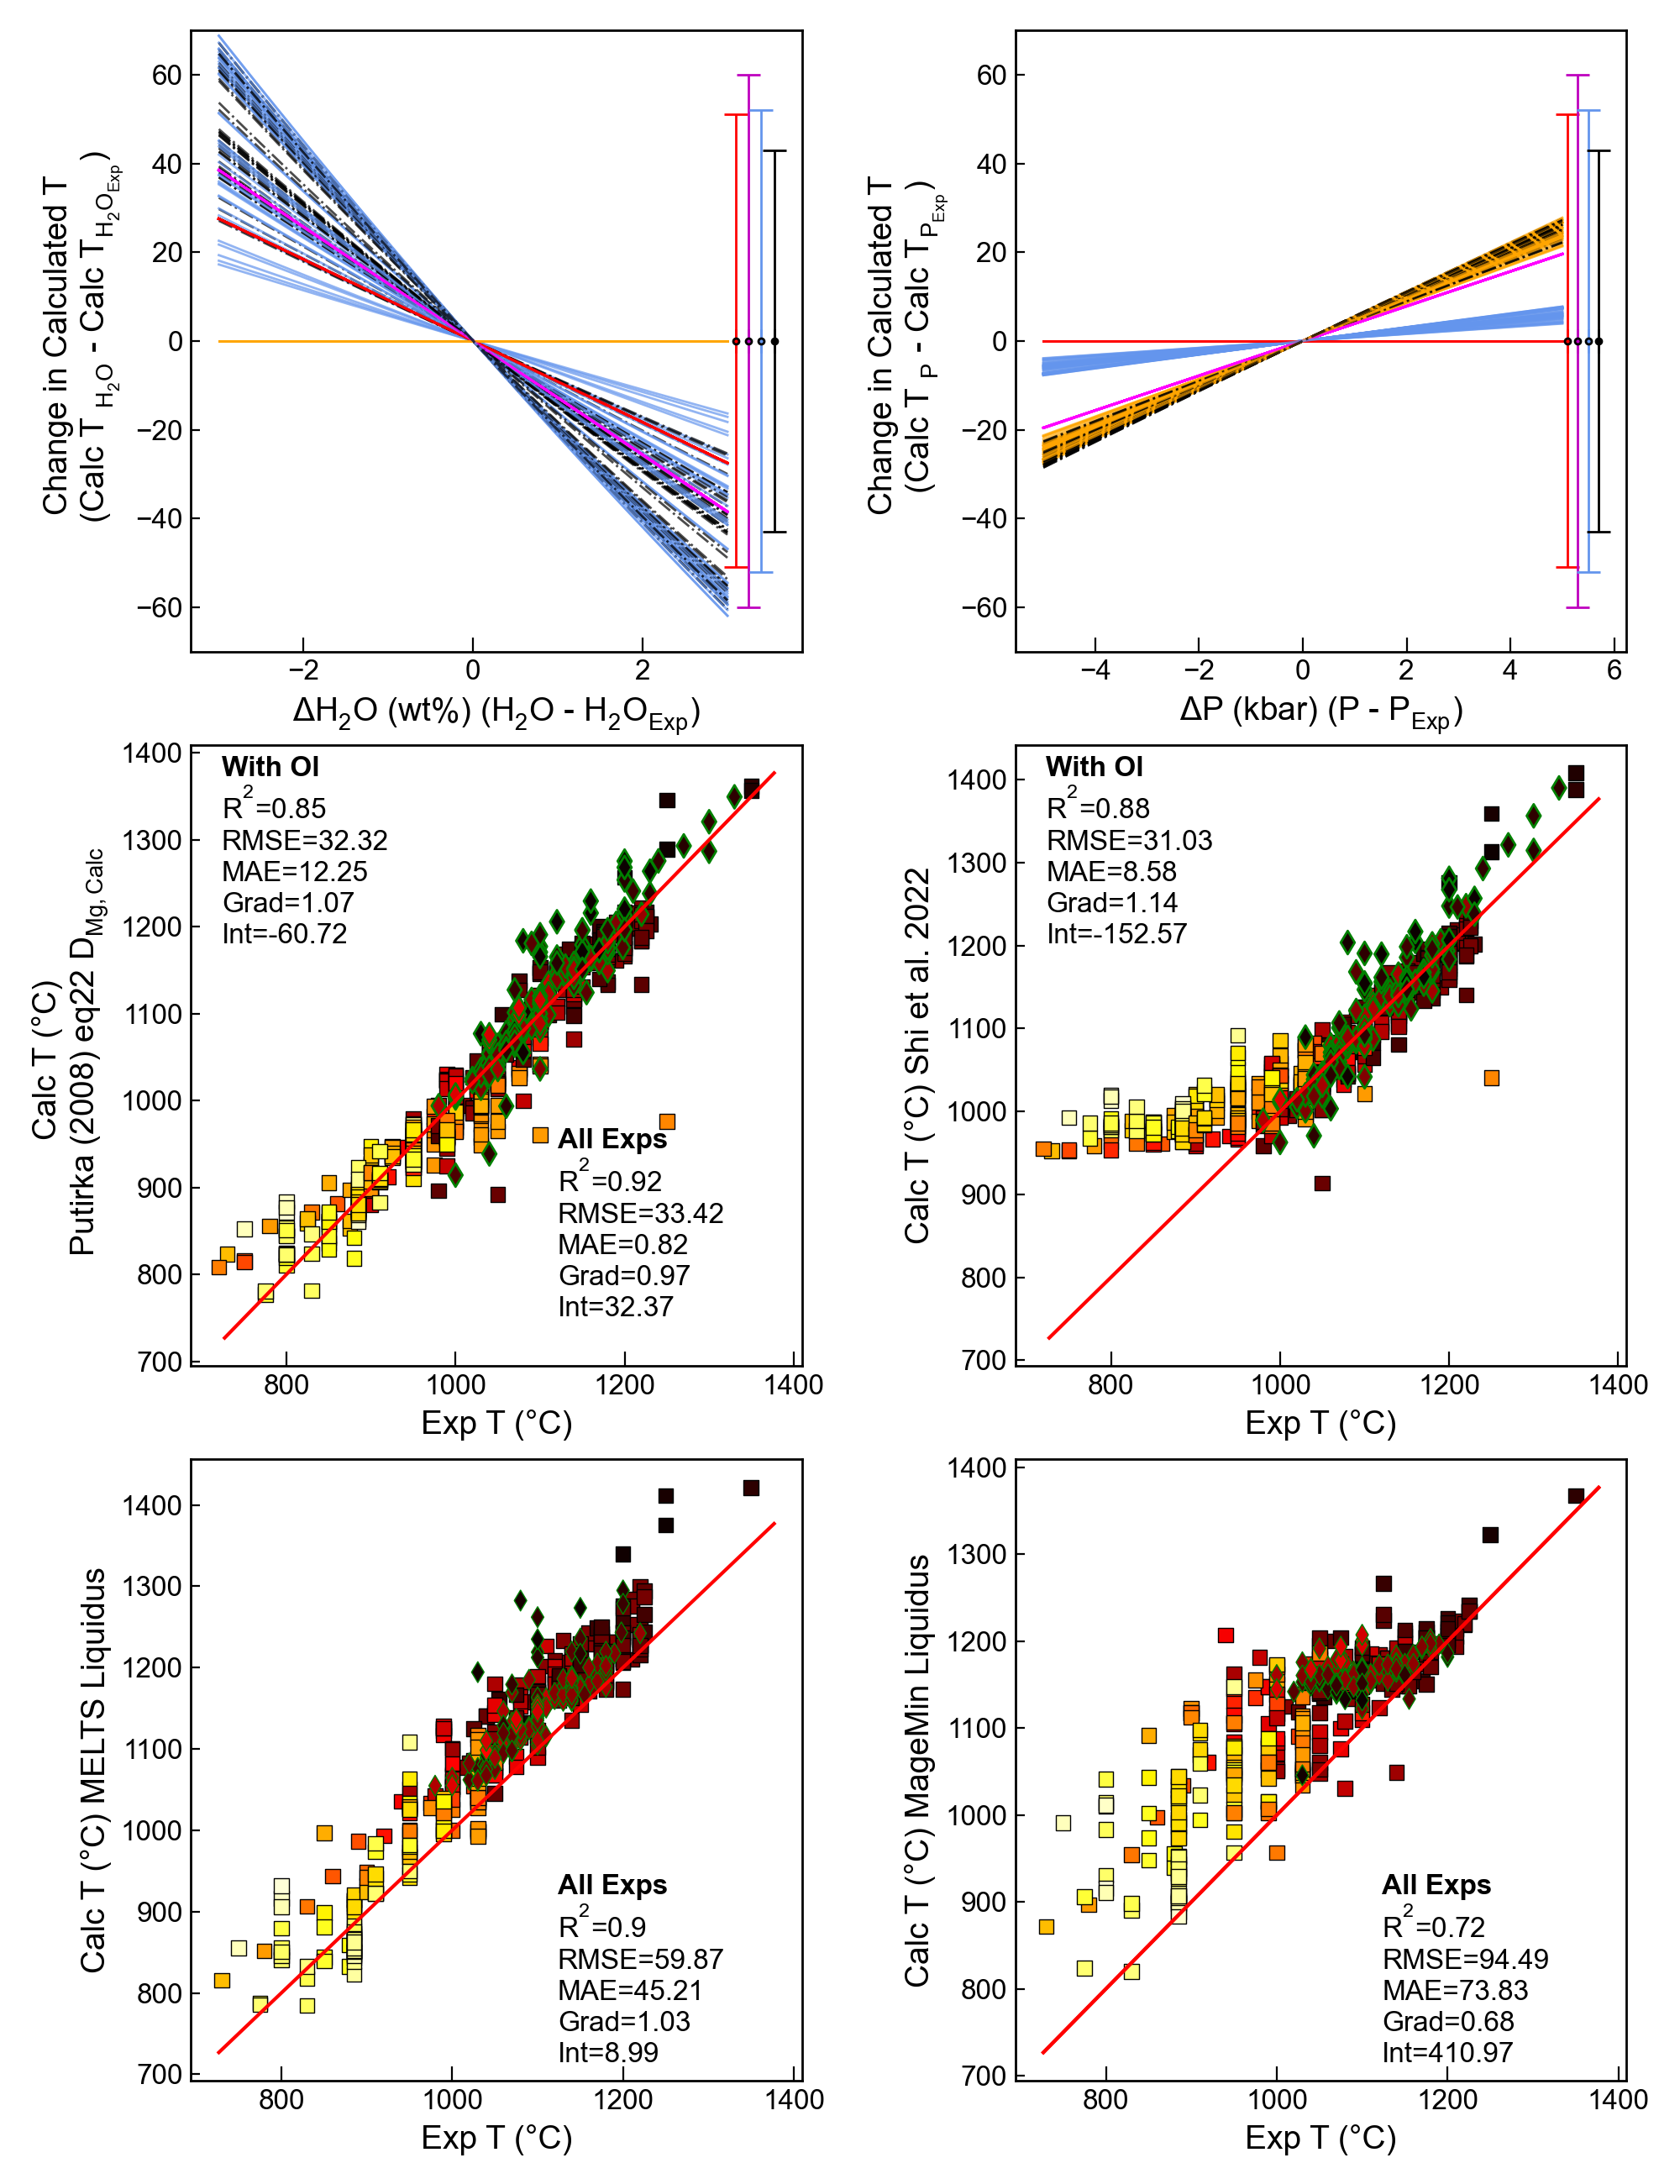 Change in Calculated T
(Calc T H2O - Calc T H2OExp)
60
40
20
0
−20
−40
−60
−2
0
2
ΔH2O (wt%) (H2O - H2OExp)
Change in Calculated T
(Calc T P - Calc T PExp)
60
40
20
0
−20
−40
−60
−4
−2
0
2
4
6
ΔP (kbar) (P - PExp)
Calc T (°C)
Putirka (2008) eq22 DMg, Calc
1400
1300
1200
1100
1000
900
800
700
With Ol
R2=0.85
RMSE=32.32
MAE=12.25
Grad=1.07
Int=-60.72
All Exps
R2=0.92
RMSE=33.42
MAE=0.82
Grad=0.97
Int=32.37
800
1000
1200
1400
Exp T (°C)
Calc T (°C) Shi et al. 2022
1400
1300
1200
1100
1000
900
800
700
With Ol
R2=0.88
RMSE=31.03
MAE=8.58
Grad=1.14
Int=-152.57
800
1000
1200
1400
Exp T (°C)
Calc T (°C) MELTS Liquidus
1400
1300
1200
1100
1000
900
800
700
All Exps
R2=0.9
RMSE=59.87
MAE=45.21
Grad=1.03
Int=8.99
800
1000
1200
1400
Exp T (°C)
Calc T (°C) MageMin Liquidus
1400
1300
1200
1100
1000
900
800
700
All Exps
R2=0.72
RMSE=94.49
MAE=73.83
Grad=0.68
Int=410.97
800
1000
1200
1400
Exp T (°C)